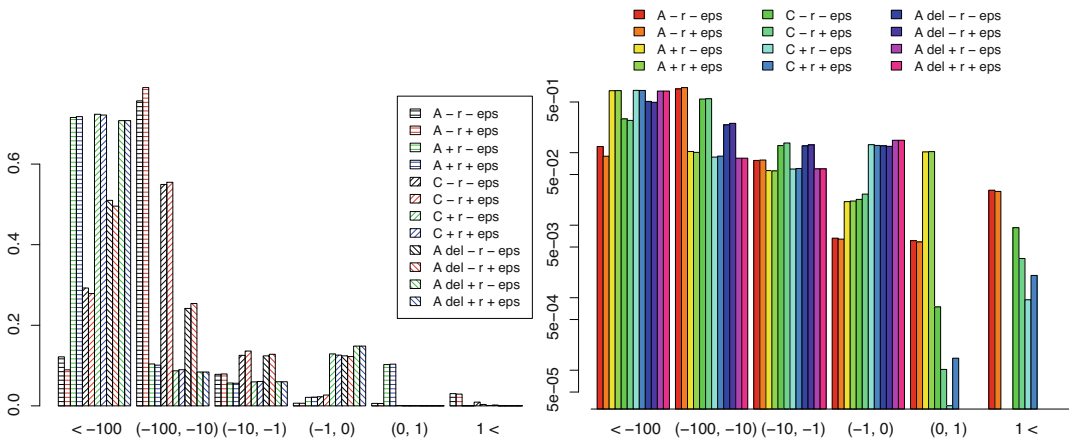 0.0
0.2
0.4
0.6
< −100
(−100, −10)
(−10, −1)
(−1, 0)
(0, 1)
1 <
A − r − eps
A − r + eps
A + r − eps
A + r + eps
C − r − eps
C − r + eps
C + r − eps
C + r + eps
A del − r − eps
A del − r + eps
A del + r − eps
A del + r + eps
A − r − eps
A − r + eps
A + r − eps
A + r + eps
C − r − eps
C − r + eps
C + r − eps
C + r + eps
A del − r − eps
A del − r + eps
A del + r − eps
A del + r + eps
5e−01
5e−02
5e−03
5e−04
5e−05
< −100
(−100, −10)
(−10, −1)
(−1, 0)
(0, 1)
1 <